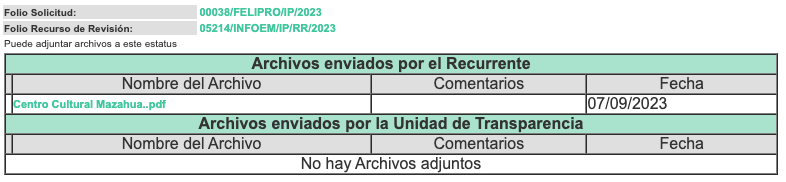 Folio Solicitud: 00038/FELIPRO/IP/2023
Folio Recurso de Revisión: 05214/INFOEM/IP/RR/2023
Puede adjuntar archivos a este estatus
Archivos enviados por el Recurrente
Nombre del Archivo Comentarios Fecha
Centro Cultural Mazahua..pdf 07/09/2023
Archivos enviados por la Unidad de Transparencia
Nombre del Archivo Comentarios Fecha
No hay Archivos adjuntos